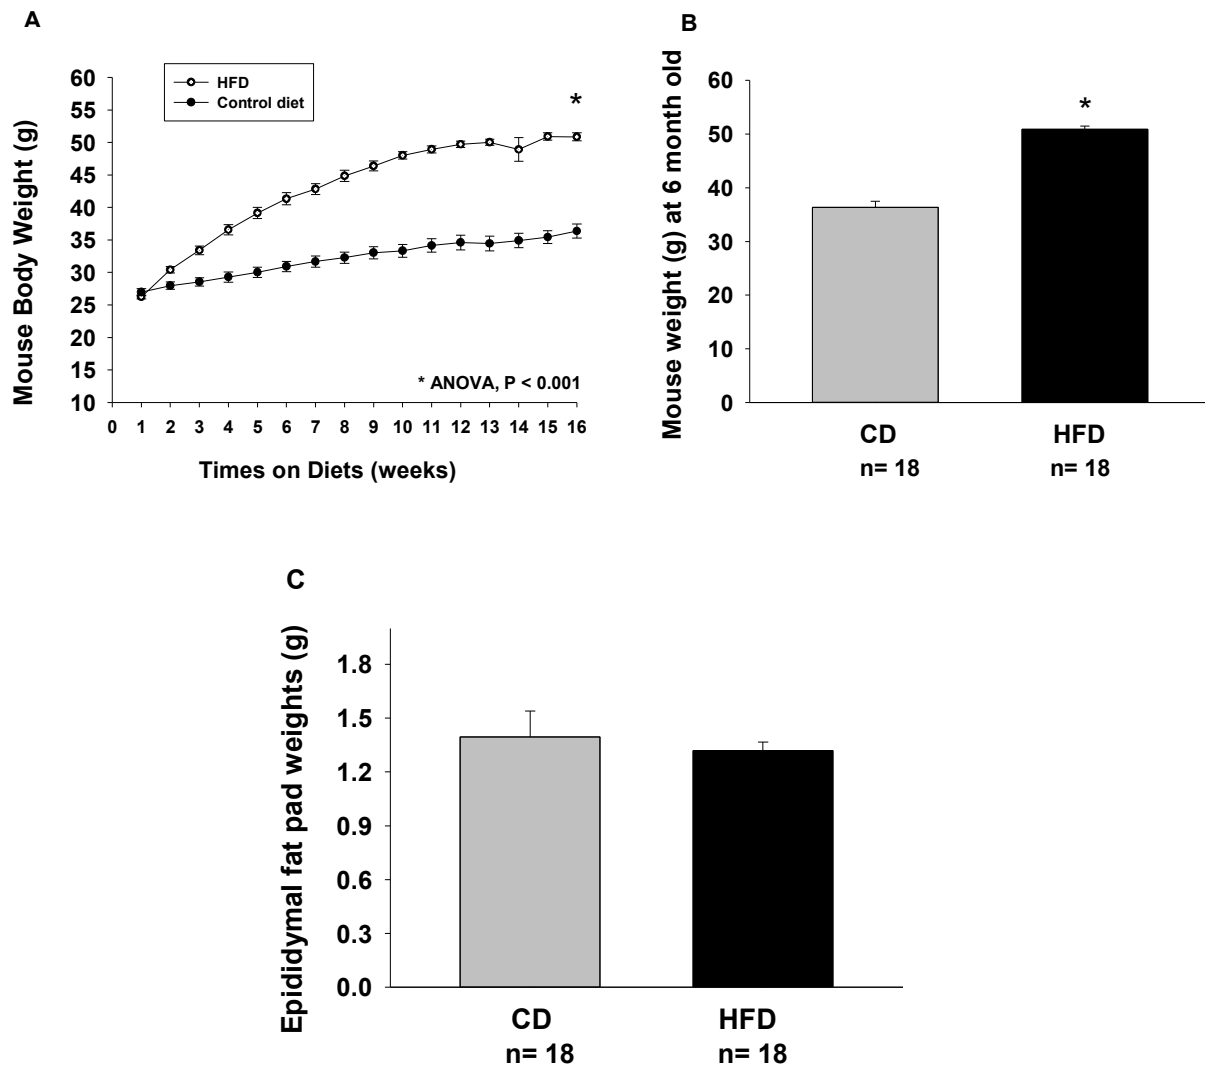 A
Mouse Body Weight (g)
60
55
50
45
40
35
30
25
20
15
10
HFD
Control diet
*
* ANOVA, P < 0.001
0 1 2 3 4 5 6 7 8 9 10 11 12 13 14 15 16
Times on Diets (weeks)
B
Mouse weight (g) at 6 month old
60
50
40
30
20
10
0
*
CD HFD
n= 18 n= 18
C
Epididymal fat pad weights (g)
1.8
1.5
1.2
0.9
0.6
0.3
0.0
CD HFD
n= 18 n= 18